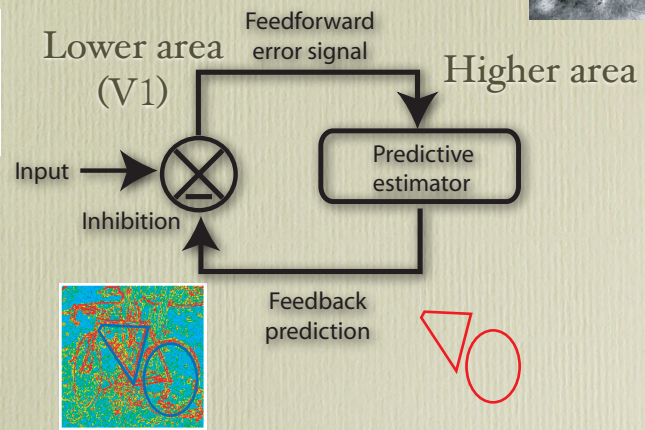 Feedforward
error signal
Lower area
(V1)
Higher area
Input
Predictive
estimator
Inhibition
Feedback
prediction